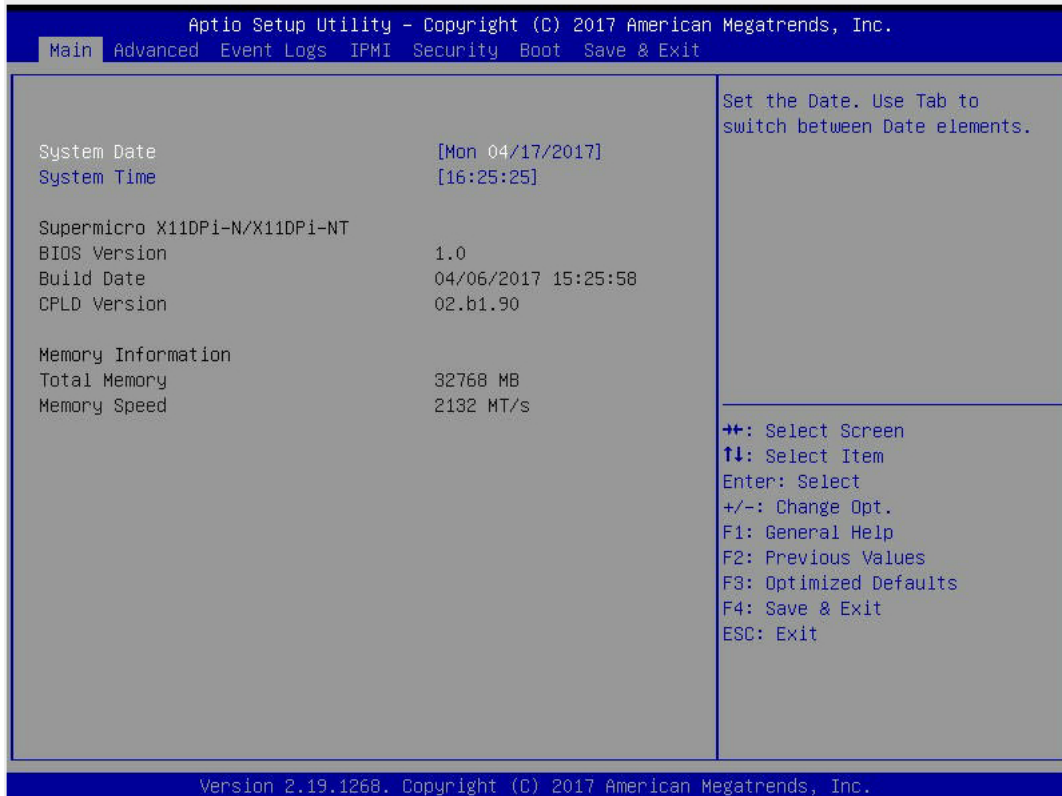 Aptio Setup Utility – Copyright (C) 2017 American Megatrends, Inc.
Main Advanced Event Logs IPMI Security Boot Save & Exit
System Date [Mon 04/17/2017]
System Time [16:25:25]
Supermicro X11DPi-N/X11DPi-NT
BIOS Version 1.0
Build Date 04/06/2017 15:25:58
CPLD Version 02.b1.90
Memory Information
Total Memory 32768 MB
Memory Speed 2132 MT/s
Set the Date. Use Tab to
switch between Date elements.
→←: Select Screen
↑↓: Select Item
Enter: Select
+/-: Change Opt.
F1: General Help
F2: Previous Values
F3: Optimized Defaults
F4: Save & Exit
ESC: Exit
Version 2.19.1268. Copyright (C) 2017 American Megatrends, Inc.